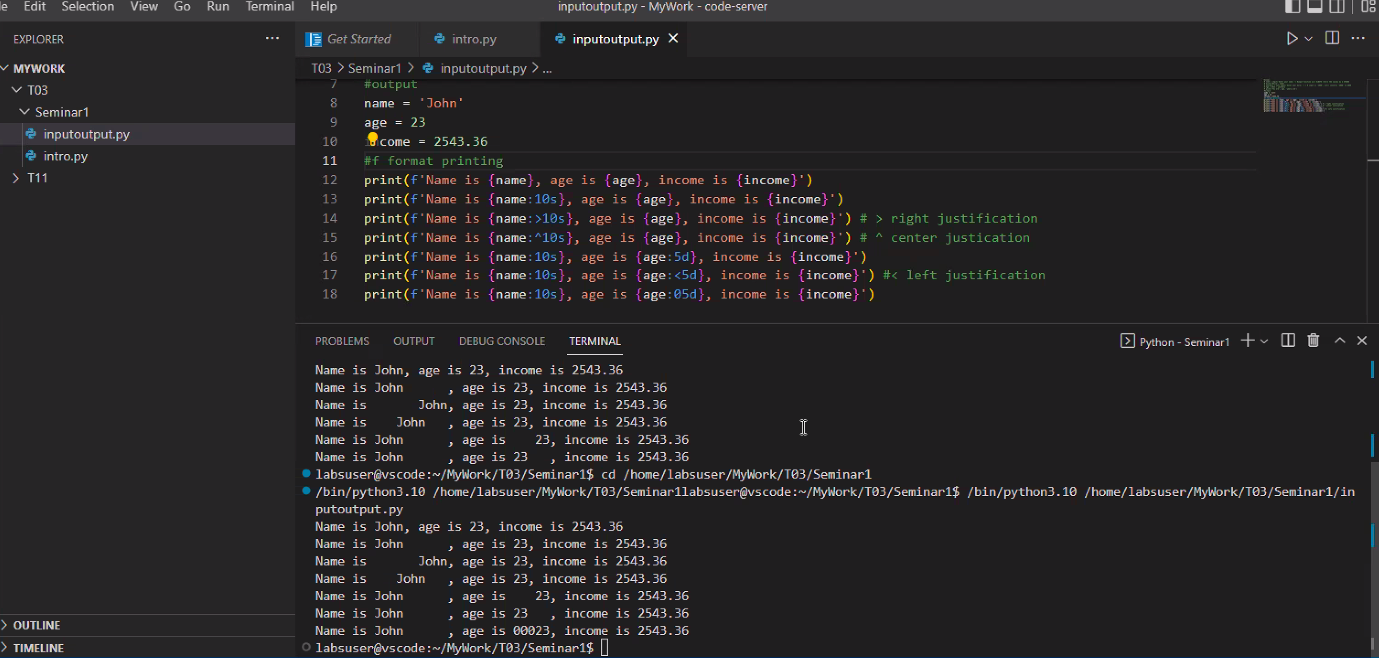 le Edit Selection View Go Run Terminal Help
inputoutput.py - MyWork - code-server
EXPLORER
MYWORK
T03
Seminar1
inputoutput.py
intro.py
T11
OUTLINE
TIMELINE
Get Started intro.py inputoutput.py
T03 > Seminar1 > inputoutput.py > ...
7 #output
8 name = 'John'
9 age = 23
10 come = 2543.36
11 #f format printing
12 print(f'Name is {name}, age is {age}, income is {income}')
13 print(f'Name is {name:10s}, age is {age}, income is {income}')
14 print(f'Name is {name:>10s}, age is {age}, income is {income}') # > right justification
15 print(f'Name is {name:^10s}, age is {age}, income is {income}') # ^ center justication
16 print(f'Name is {name:10s}, age is {age:5d}, income is {income}')
17 print(f'Name is {name:10s}, age is {age:<5d}, income is {income}') #< left justification
18 print(f'Name is {name:10s}, age is {age:05d}, income is {income}')
PROBLEMS OUTPUT DEBUG CONSOLE TERMINAL
Python - Seminar1
Name is John, age is 23, income is 2543.36
Name is John      , age is 23, income is 2543.36
Name is       John, age is 23, income is 2543.36
Name is    John   , age is 23, income is 2543.36
Name is John      , age is    23, income is 2543.36
Name is John      , age is 23   , income is 2543.36
labsuser@vscode:~/MyWork/T03/Seminar1$ cd /home/labsuser/MyWork/T03/Seminar1
/bin/python3.10 /home/labsuser/MyWork/T03/Seminar1labsuser@vscode:~/MyWork/T03/Seminar1$ /bin/python3.10 /home/labsuser/MyWork/T03/Seminar1/in
putoutput.py
Name is John, age is 23, income is 2543.36
Name is John      , age is 23, income is 2543.36
Name is       John, age is 23, income is 2543.36
Name is    John   , age is 23, income is 2543.36
Name is John      , age is    23, income is 2543.36
Name is John      , age is 23   , income is 2543.36
Name is John      , age is 00023, income is 2543.36
labsuser@vscode:~/MyWork/T03/Seminar1$